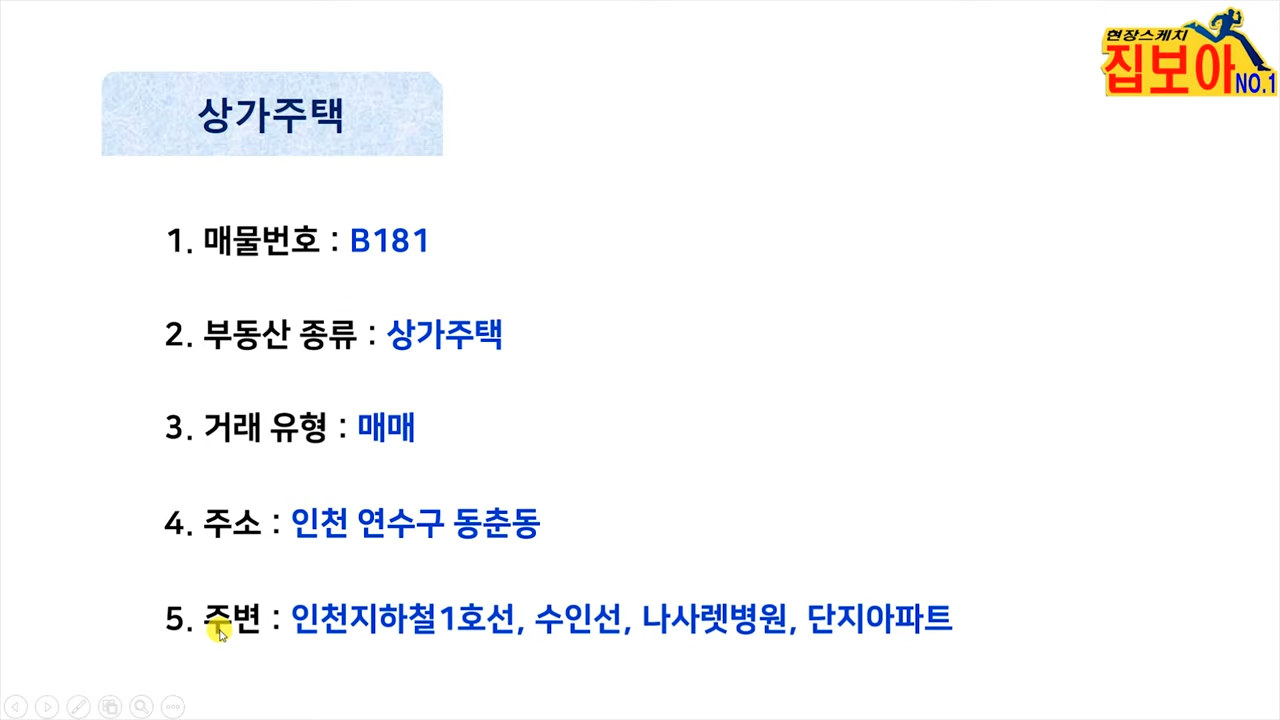 현장스케치
집보아 NO.1
상가주택
1. 매물번호 : B181
2. 부동산 종류 : 상가주택
3. 거래 유형 : 매매
4. 주소 : 인천 연수구 동춘동
5. 주변 : 인천지하철1호선, 수인선, 나사렛병원, 단지아파트